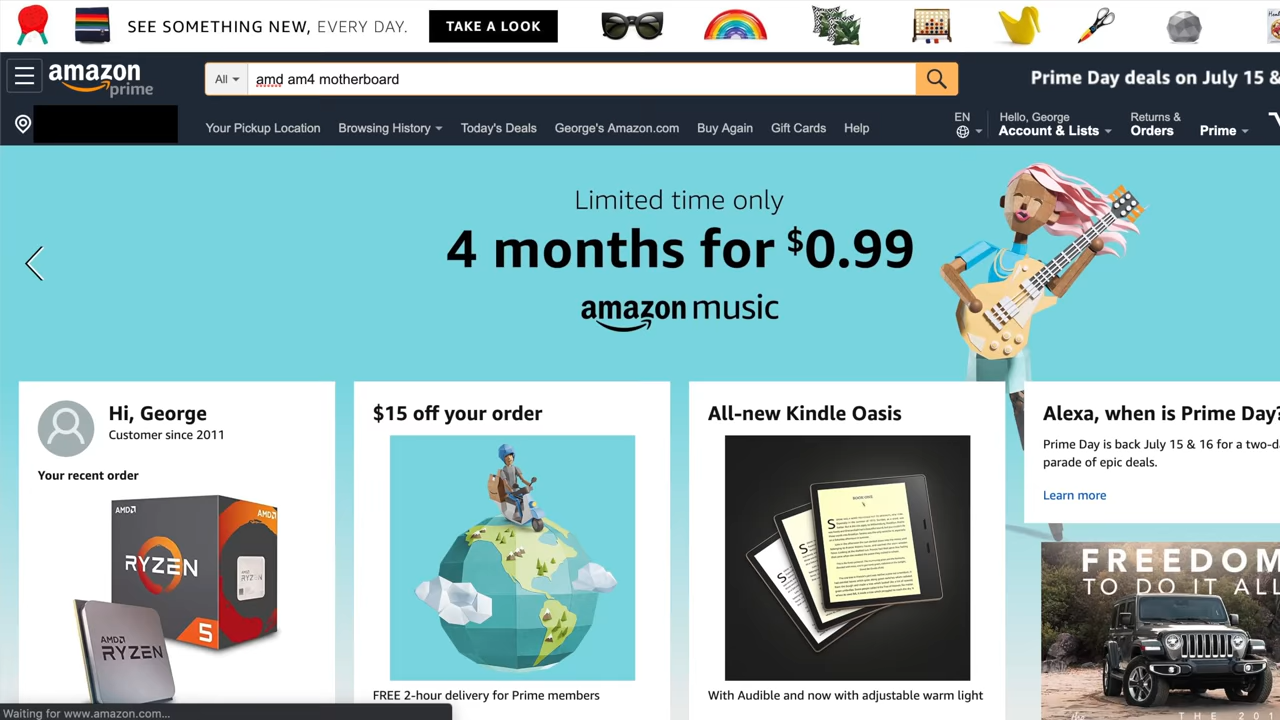 SEE SOMETHING NEW, EVERY DAY.
TAKE A LOOK
amazon
prime
All
amd am4 motherboard
Prime Day deals on July 15 &
Your Pickup Location
Browsing History
Today's Deals
George's Amazon.com
Buy Again
Gift Cards
Help
EN
Hello, George
Account & Lists
Returns &
Orders
Prime
Limited time only
4 months for $0.99
amazon music
Hi, George
Customer since 2011
Your recent order
AMD
AMD
RYZEN
RYZEN
5
AMD
RYZEN
$15 off your order
FREE 2-hour delivery for Prime members
All-new Kindle Oasis
BOOK ONE
With Audible and now with adjustable warm light
Alexa, when is Prime Day?
Prime Day is back July 15 & 16 for a two-d
parade of epic deals.
Learn more
FREEDOM
TO DO IT ALL
THE 201
Waiting for www.amazon.com...